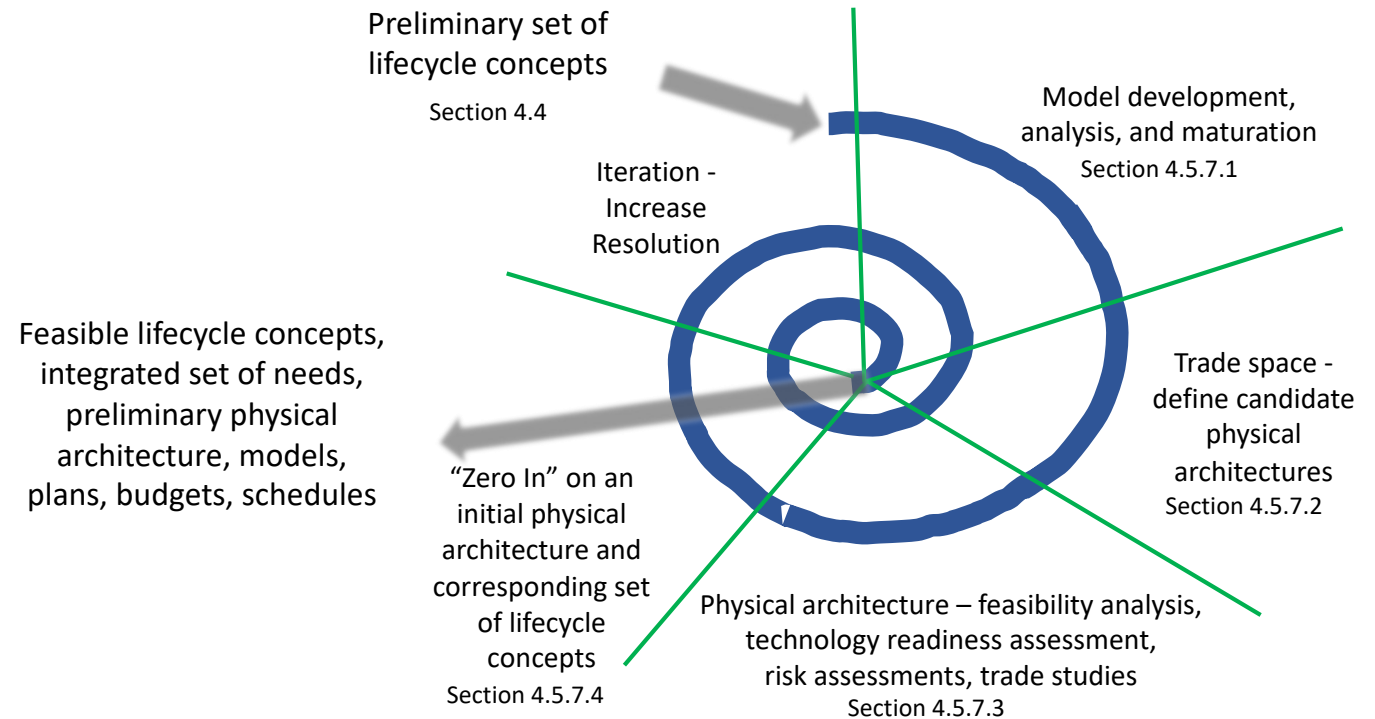 Preliminary set of
lifecycle concepts
Section 4.4
Model development,
analysis, and maturation
Section 4.5.7.1
Iteration -
Increase
Resolution
Feasible lifecycle concepts,
integrated set of needs,
preliminary physical
architecture, models,
plans, budgets, schedules
Trade space -
define candidate
physical
architectures
Section 4.5.7.2
“Zero In” on an
initial physical
architecture and
corresponding set
of lifecycle
concepts
Section 4.5.7.4
Physical architecture – feasibility analysis,
technology readiness assessment,
risk assessments, trade studies
Section 4.5.7.3